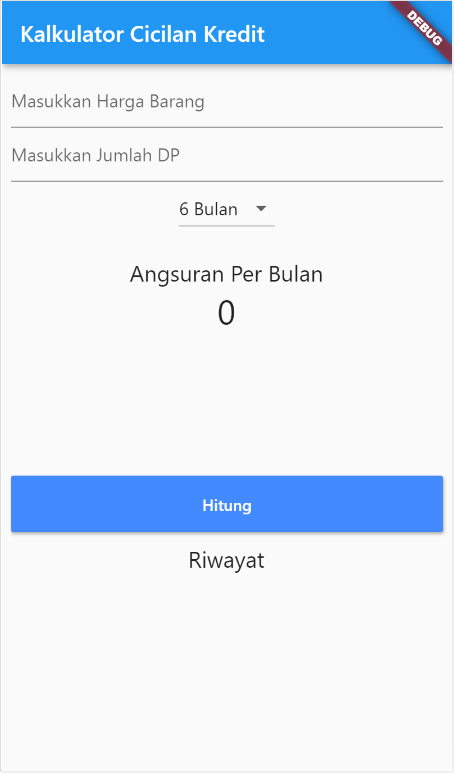 Kalkulator Cicilan Kredit
DEBUG
Masukkan Harga Barang
Masukkan Jumlah DP
6 Bulan
Angsuran Per Bulan
0
Hitung
Riwayat